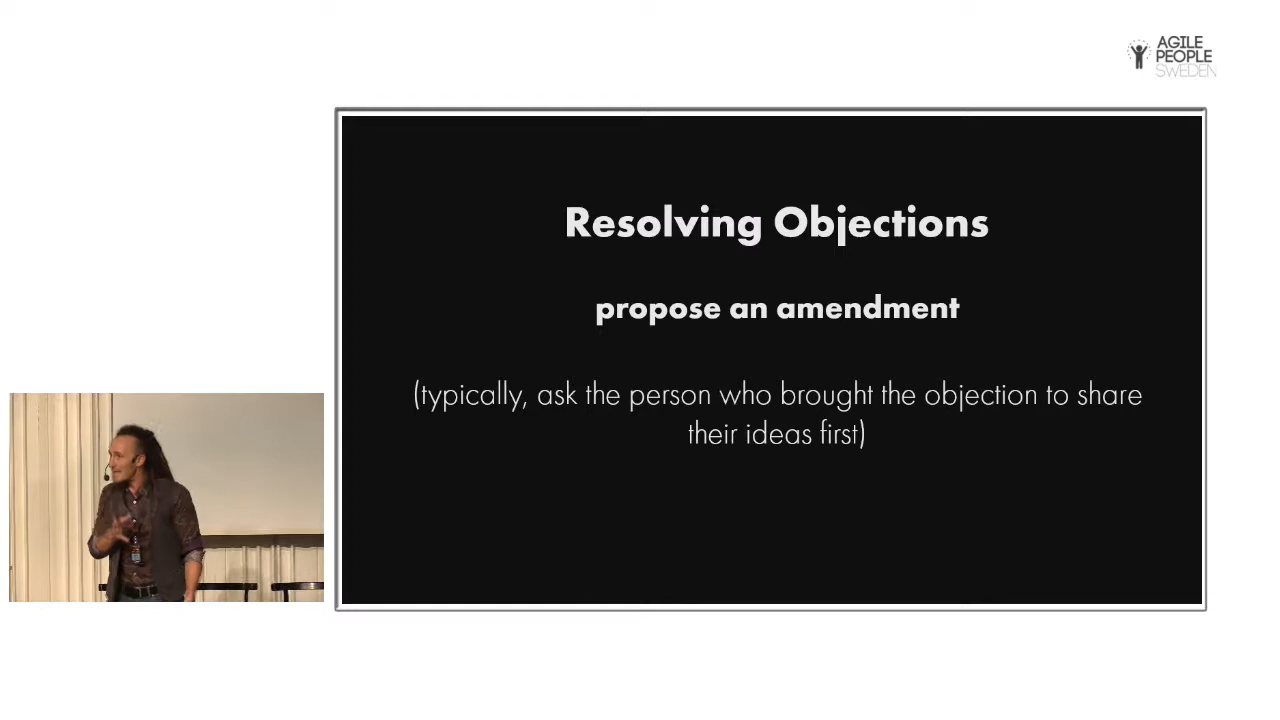 AGILE
PEOPLE
SWEDEN
Resolving Objections
propose an amendment
(typically, ask the person who brought the objection to share
their ideas first)